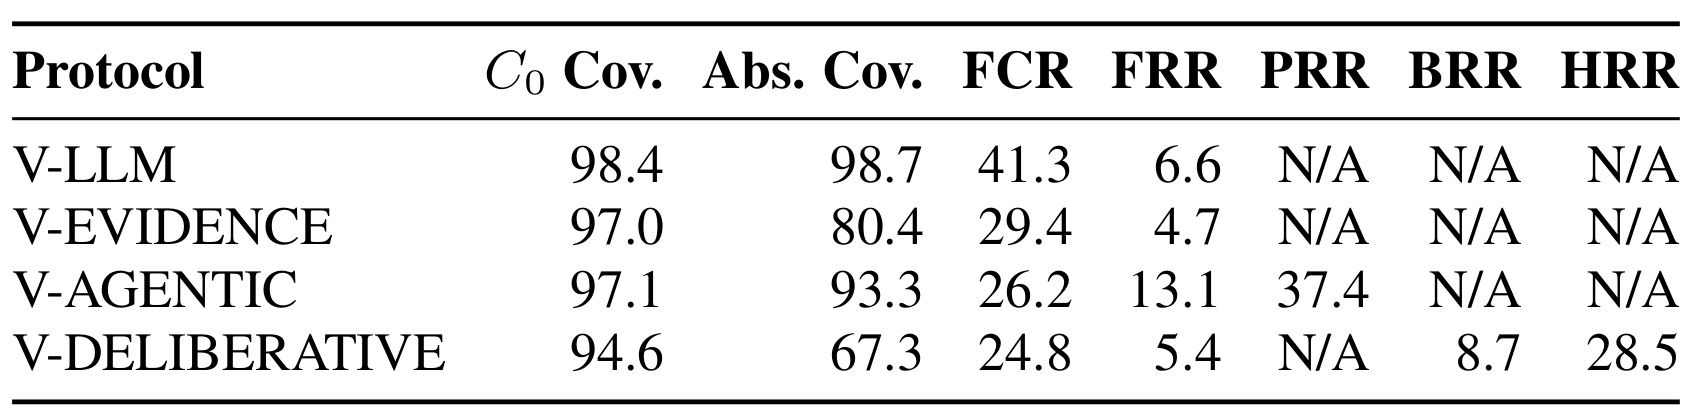 Protocol C0 Cov. Abs. Cov. FCR FRR PRR BRR HRR
V-LLM 98.4 98.7 41.3 6.6 N/A N/A N/A
V-EVIDENCE 97.0 80.4 29.4 4.7 N/A N/A N/A
V-AGENTIC 97.1 93.3 26.2 13.1 37.4 N/A N/A
V-DELIBERATIVE 94.6 67.3 24.8 5.4 N/A 8.7 28.5